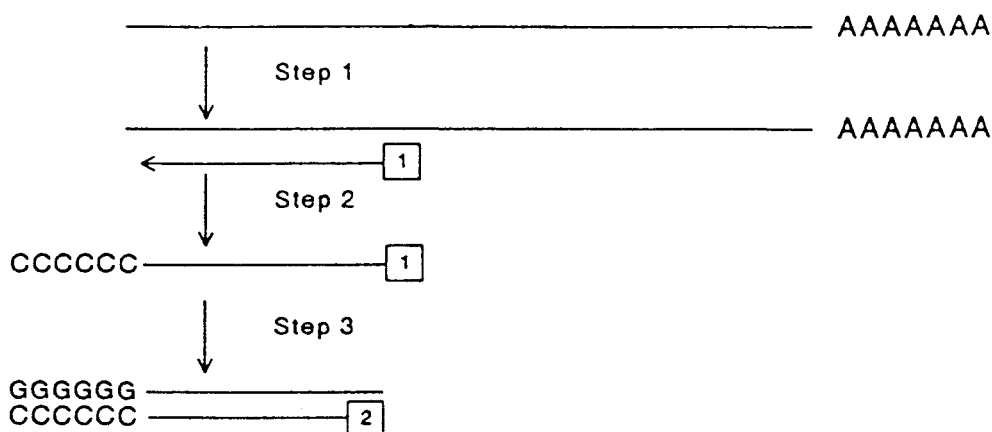 AAAAAAA
Step 1
AAAAAAA
1
Step 2
CCCCCC 1
Step 3
GGGGGG
CCCCCC 2